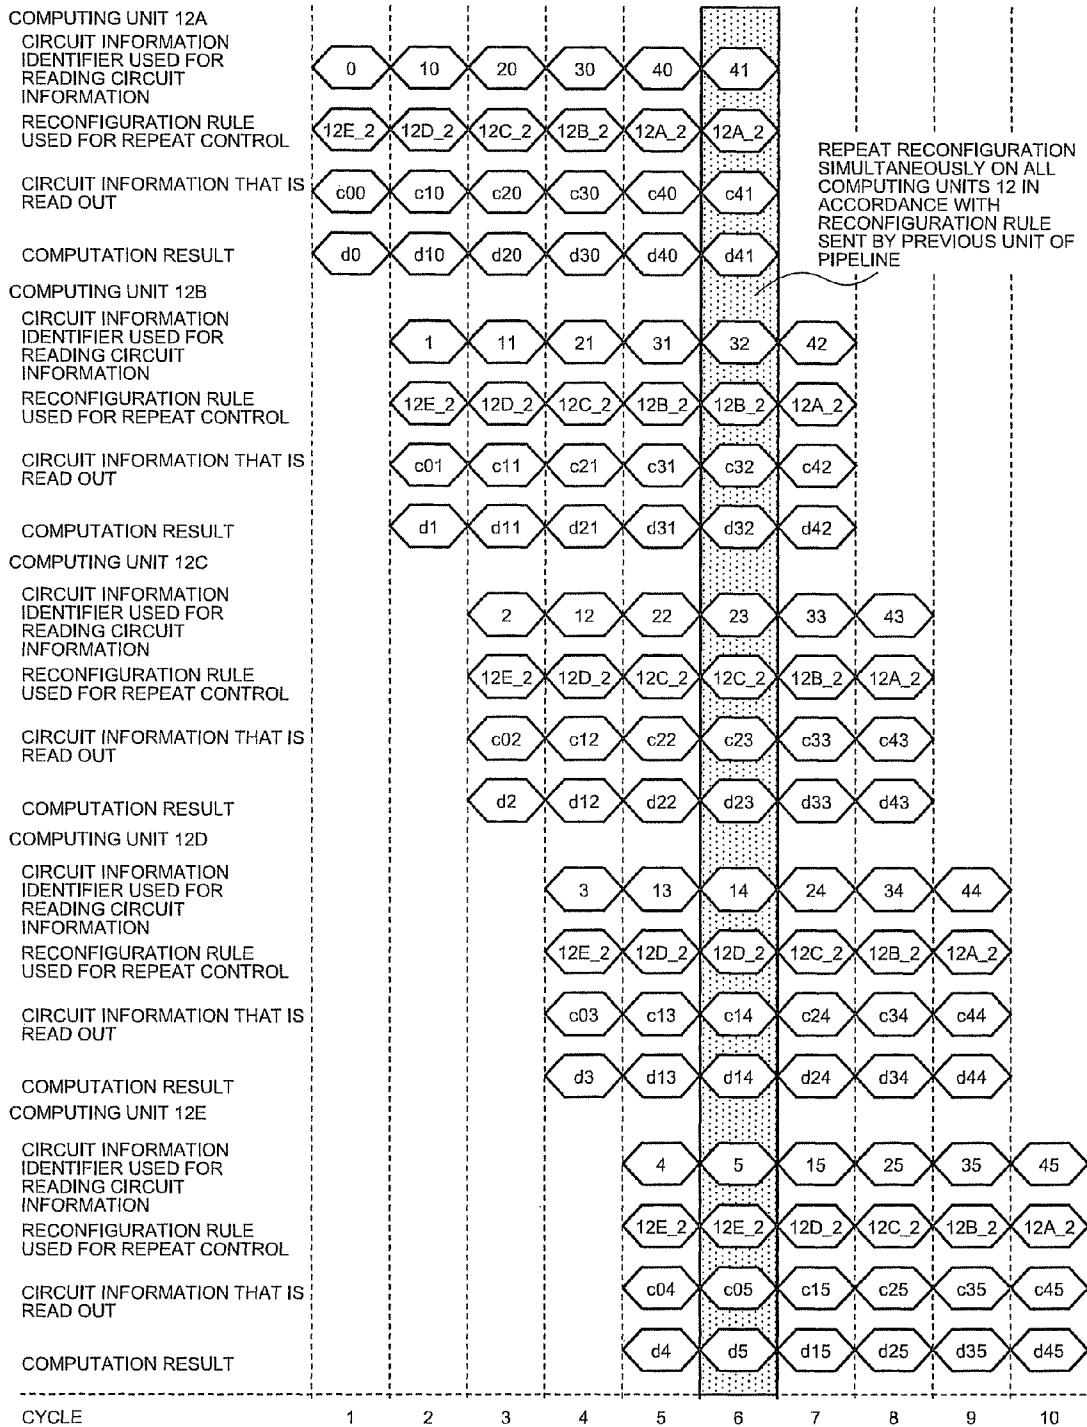 COMPUTING UNIT 12A
CIRCUIT INFORMATION
IDENTIFIER USED FOR
READING CIRCUIT
INFORMATION
0 10 20 30 40 41
RECONFIGURATION RULE
USED FOR REPEAT CONTROL
12E_2 12D_2 12C_2 12B_2 12A_2 12A_2
REPEAT RECONFIGURATION
SIMULTANEOUSLY ON ALL
COMPUTING UNITS 12 IN
ACCORDANCE WITH
RECONFIGURATION RULE
SENT BY PREVIOUS UNIT OF
PIPELINE
CIRCUIT INFORMATION THAT IS
READ OUT
c00 c10 c20 c30 c40 c41
COMPUTATION RESULT
d0 d10 d20 d30 d40 d41
COMPUTING UNIT 12B
CIRCUIT INFORMATION
IDENTIFIER USED FOR
READING CIRCUIT
INFORMATION
1 11 21 31 32 42
RECONFIGURATION RULE
USED FOR REPEAT CONTROL
12E_2 12D_2 12C_2 12B_2 12B_2 12A_2
CIRCUIT INFORMATION THAT IS
READ OUT
c01 c11 c21 c31 c32 c42
COMPUTATION RESULT
d1 d11 d21 d31 d32 d42
COMPUTING UNIT 12C
CIRCUIT INFORMATION
IDENTIFIER USED FOR
READING CIRCUIT
INFORMATION
2 12 22 23 33 43
RECONFIGURATION RULE
USED FOR REPEAT CONTROL
12E_2 12D_2 12C_2 12C_2 12B_2 12A_2
CIRCUIT INFORMATION THAT IS
READ OUT
c02 c12 c22 c23 c33 c43
COMPUTATION RESULT
d2 d12 d22 d23 d33 d43
COMPUTING UNIT 12D
CIRCUIT INFORMATION
IDENTIFIER USED FOR
READING CIRCUIT
INFORMATION
3 13 14 24 34 44
RECONFIGURATION RULE
USED FOR REPEAT CONTROL
12E_2 12D_2 12D_2 12C_2 12B_2 12A_2
CIRCUIT INFORMATION THAT IS
READ OUT
c03 c13 c14 c24 c34 c44
COMPUTATION RESULT
d3 d13 d14 d24 d34 d44
COMPUTING UNIT 12E
CIRCUIT INFORMATION
IDENTIFIER USED FOR
READING CIRCUIT
INFORMATION
4 5 15 25 35 45
RECONFIGURATION RULE
USED FOR REPEAT CONTROL
12E_2 12E_2 12D_2 12C_2 12B_2 12A_2
CIRCUIT INFORMATION THAT IS
READ OUT
c04 c05 c15 c25 c35 c45
COMPUTATION RESULT
d4 d5 d15 d25 d35 d45
CYCLE 1 2 3 4 5 6 7 8 9 10